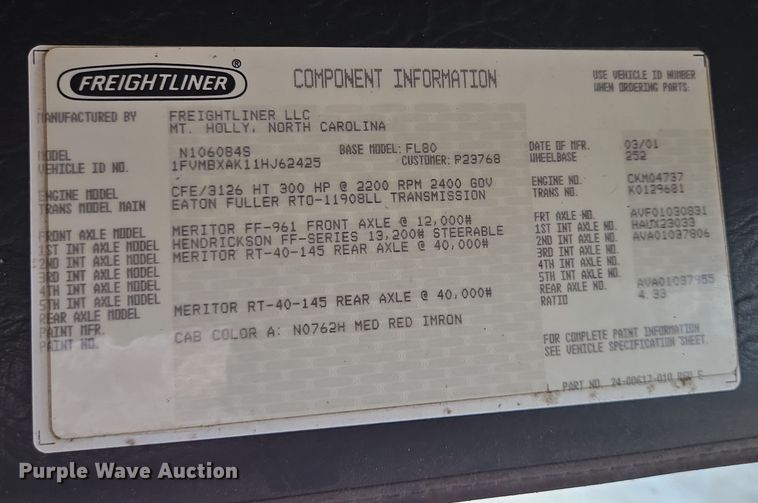 FREIGHTLINER ®
COMPONENT INFORMATION
USE VEHICLE ID NUMBER
WHEN ORDERING PARTS:
MANUFACTURED BY FREIGHTLINER LLC
MT. HOLLY, NORTH CAROLINA
MODEL N106084S BASE MODEL: FL80 DATE OF MFR. 03/01
VEHICLE ID NO. 1FVMBXAK11HJ62425 CUSTOMER: P23768 WHEELBASE 252
ENGINE MODEL CFE/3126 HT 300 HP @ 2200 RPM 2400 GOV ENGINE NO. CKM04737
TRANS MODEL MAIN EATON FULLER RTO-11908LL TRANSMISSION TRANS NO. K0129681
FRONT AXLE MODEL MERITOR FF-961 FRONT AXLE @ 12,000# FRT AXLE NO. AVF01030831
1ST INT AXLE MODEL HENDRICKSON FF-SERIES 13,200# STEERABLE 1ST INT AXLE NO. HAUX23033
2ND INT AXLE MODEL MERITOR RT-40-145 REAR AXLE @ 40,000# 2ND INT AXLE NO. AVA01037806
3RD INT AXLE MODEL 3RD INT AXLE NO.
4TH INT AXLE MODEL 4TH INT AXLE NO.
5TH INT AXLE MODEL 5TH INT AXLE NO.
REAR AXLE MODEL MERITOR RT-40-145 REAR AXLE @ 40,000# REAR AXLE NO. AVA01037955
RATIO 4.33
PAINT MFR.
PAINT NO. CAB COLOR A: N0762H MED RED IMRON
FOR COMPLETE PAINT INFORMATION
SEE VEHICLE SPECIFICATION SHEET.
PART NO. 24-00617-010 REV E
Purple Wave Auction